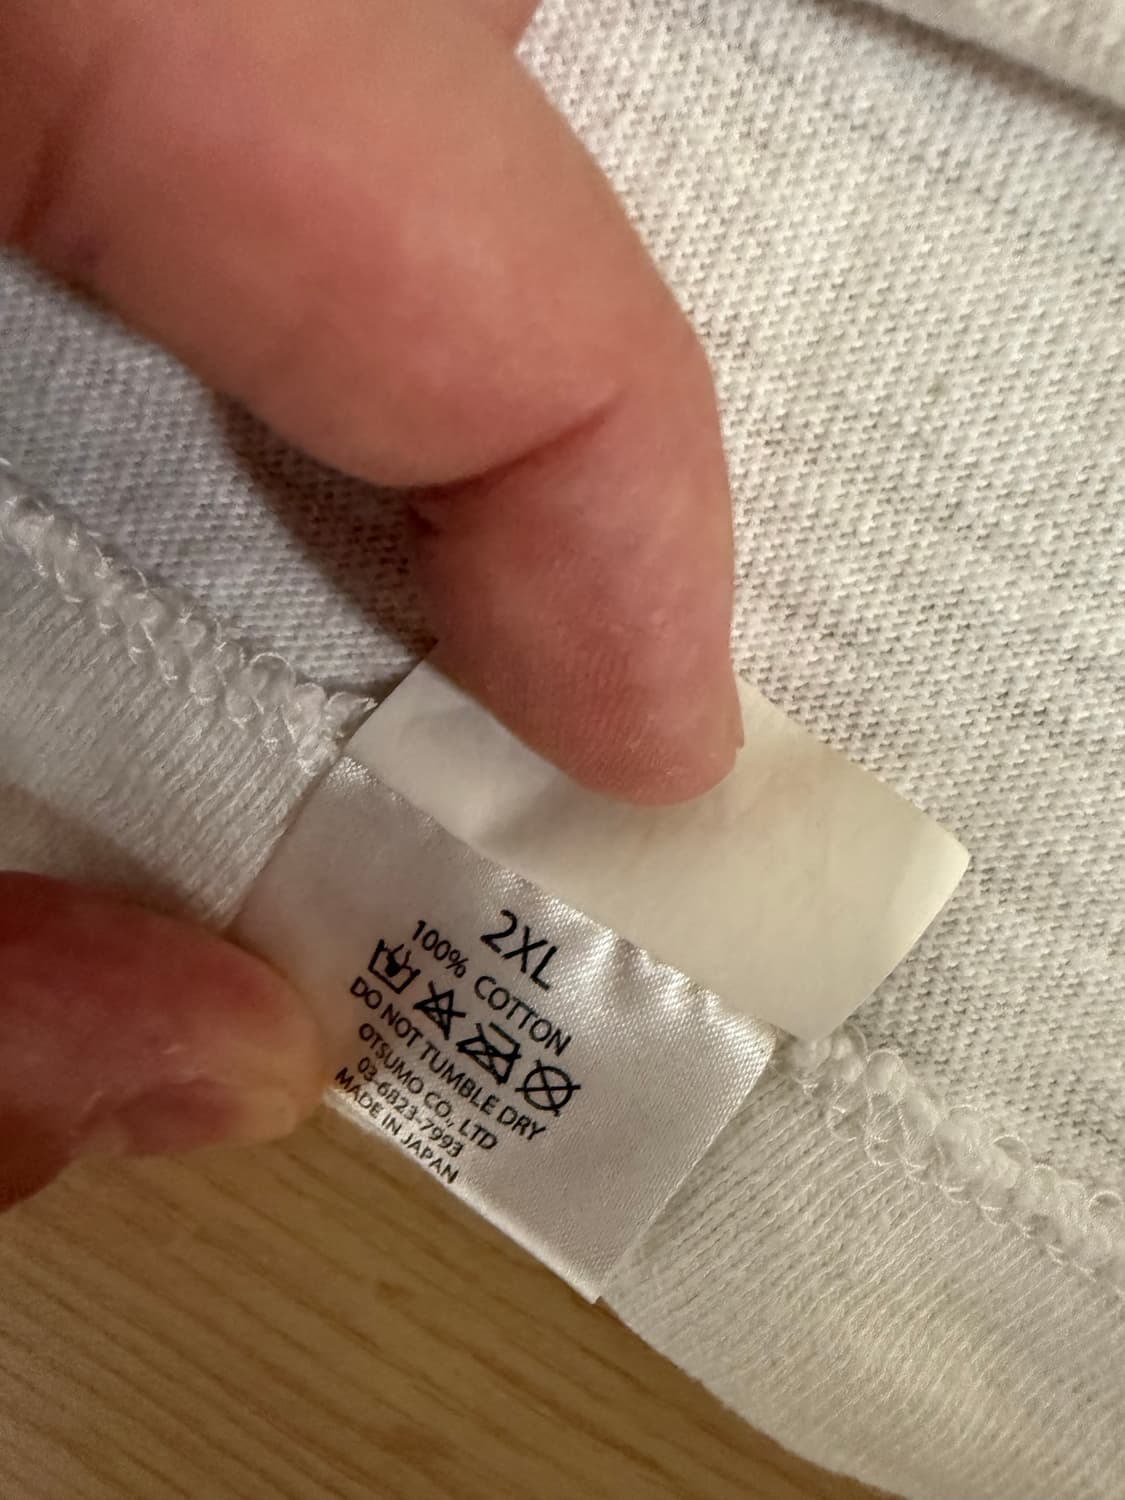 2XL
100% COTTON
DO NOT TUMBLE DRY
OTSUMO CO., LTD
03-6823-7993
MADE IN JAPAN